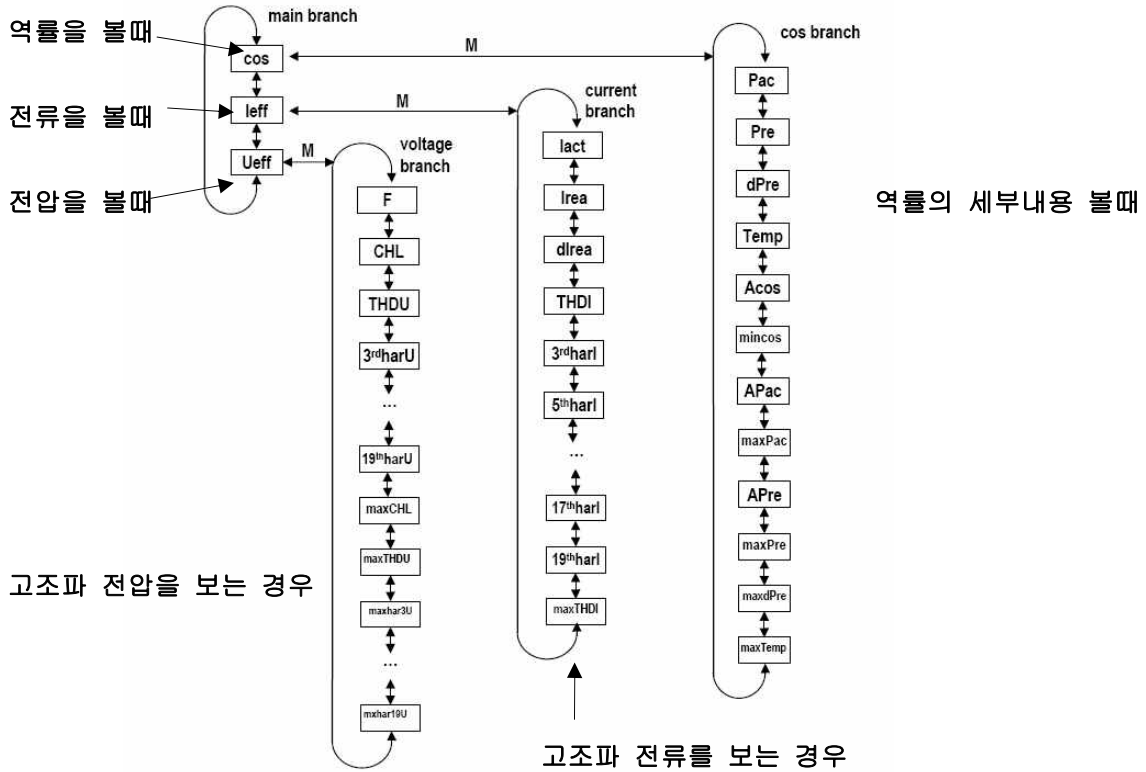 역률을 볼때
전류을 볼때
전압을 볼때
main branch
cos
Ieff
Ueff
M
M
M
voltage
branch
F
CHL
THDU
3rdharU
...
19thharU
maxCHL
maxTHDU
maxhar3U
...
mxhar19U
고조파 전압을 보는 경우
current
branch
Iact
Irea
dIrea
THDI
3rdharI
5thharI
...
17thharI
19thharI
maxTHDI
고조파 전류를 보는 경우
cos branch
Pac
Pre
dPre
Temp
Acos
mincos
APac
maxPac
APre
maxPre
maxdPre
maxTemp
역률의 세부내용 볼때